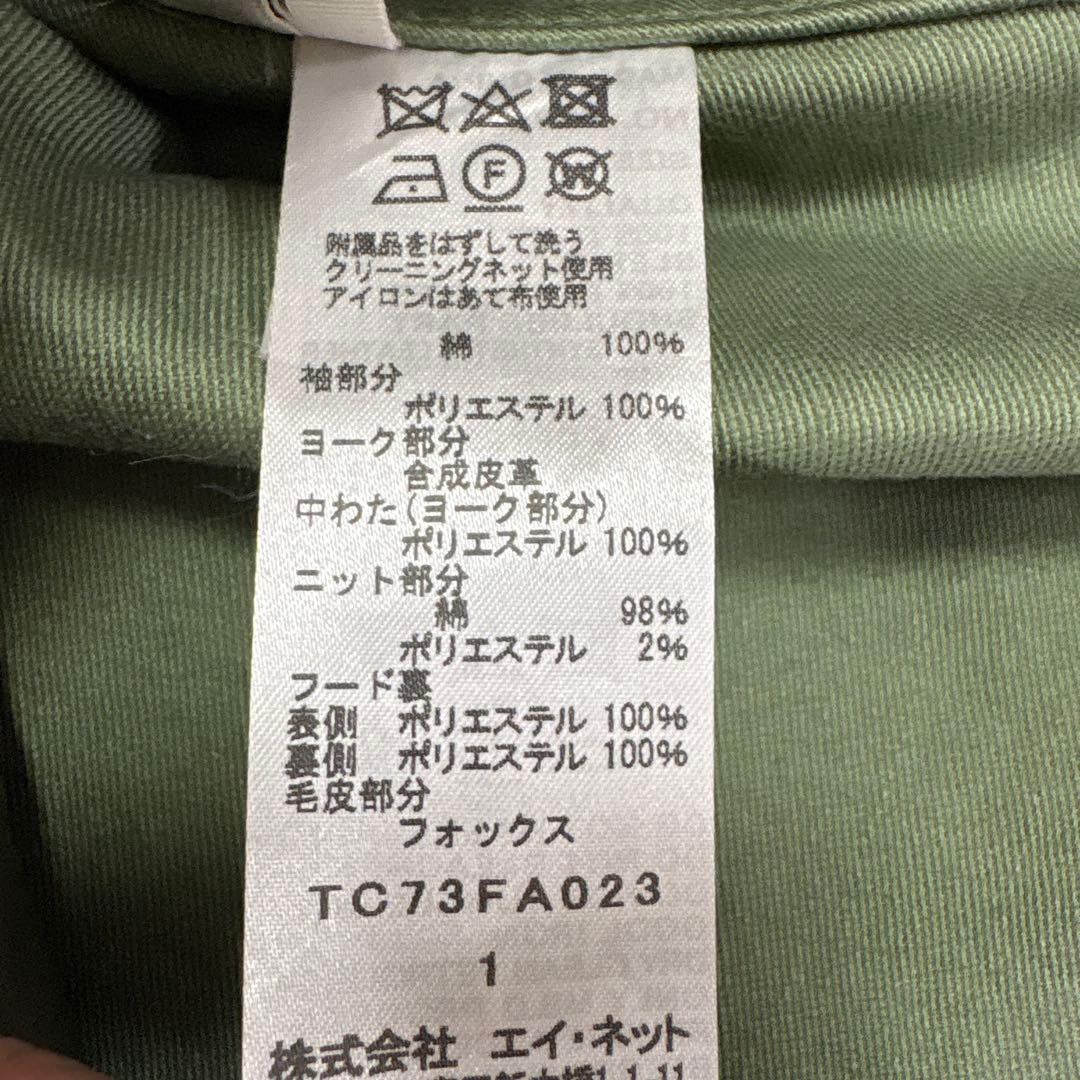 F W
附属品をはずして洗う
クリーニングネット使用
アイロンはあて布使用
綿 100%
袖部分
ポリエステル 100%
ヨーク部分
合成皮革
中わた(ヨーク部分)
ポリエステル 100%
ニット部分
綿 98%
ポリエステル 2%
フード裏
表側 ポリエステル 100%
裏側 ポリエステル 100%
毛皮部分
フォックス
TC73FA023
1
株式会社 エイ・ネット